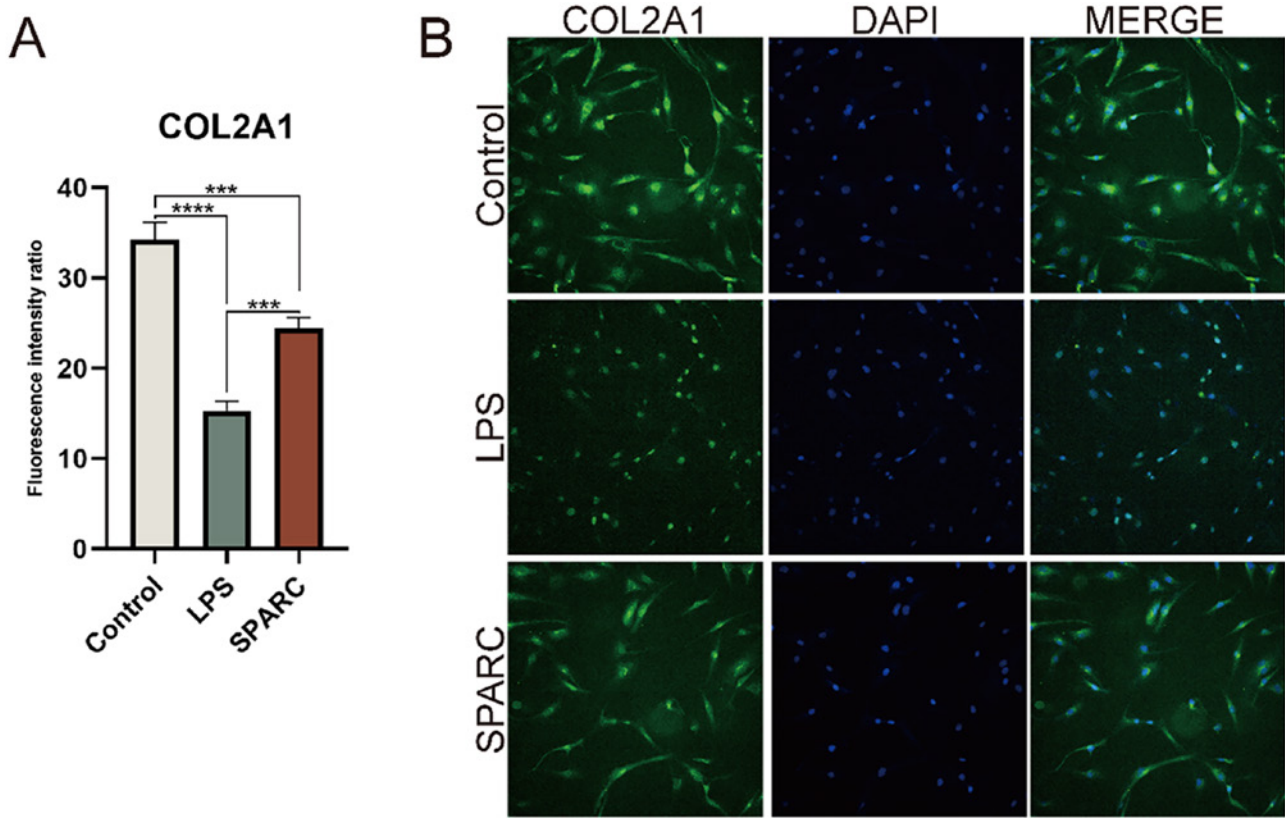 A
COL2A1
Fluorescence intensity ratio
40
30
20
10
0
***
****
***
Control
LPS
SPARC
B
COL2A1 DAPI MERGE
Control
LPS
SPARC